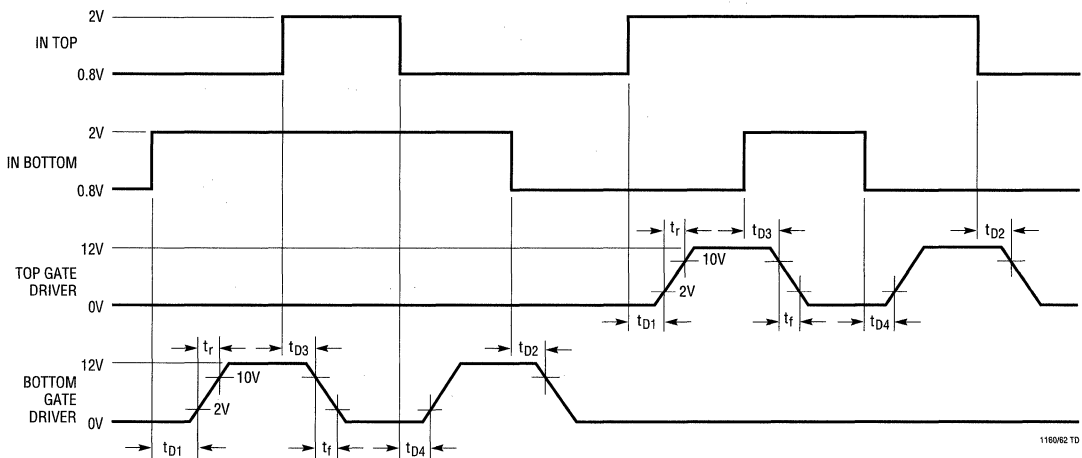 2V
IN TOP
0.8V
2V
IN BOTTOM
0.8V
12V
TOP GATE
DRIVER
0V
tr
10V
2V
tD1
tD3
tf
tD4
tD2
12V
BOTTOM
GATE
DRIVER
0V
tr
10V
2V
tD1
tD3
tf
tD4
tD2
1160/62 TD